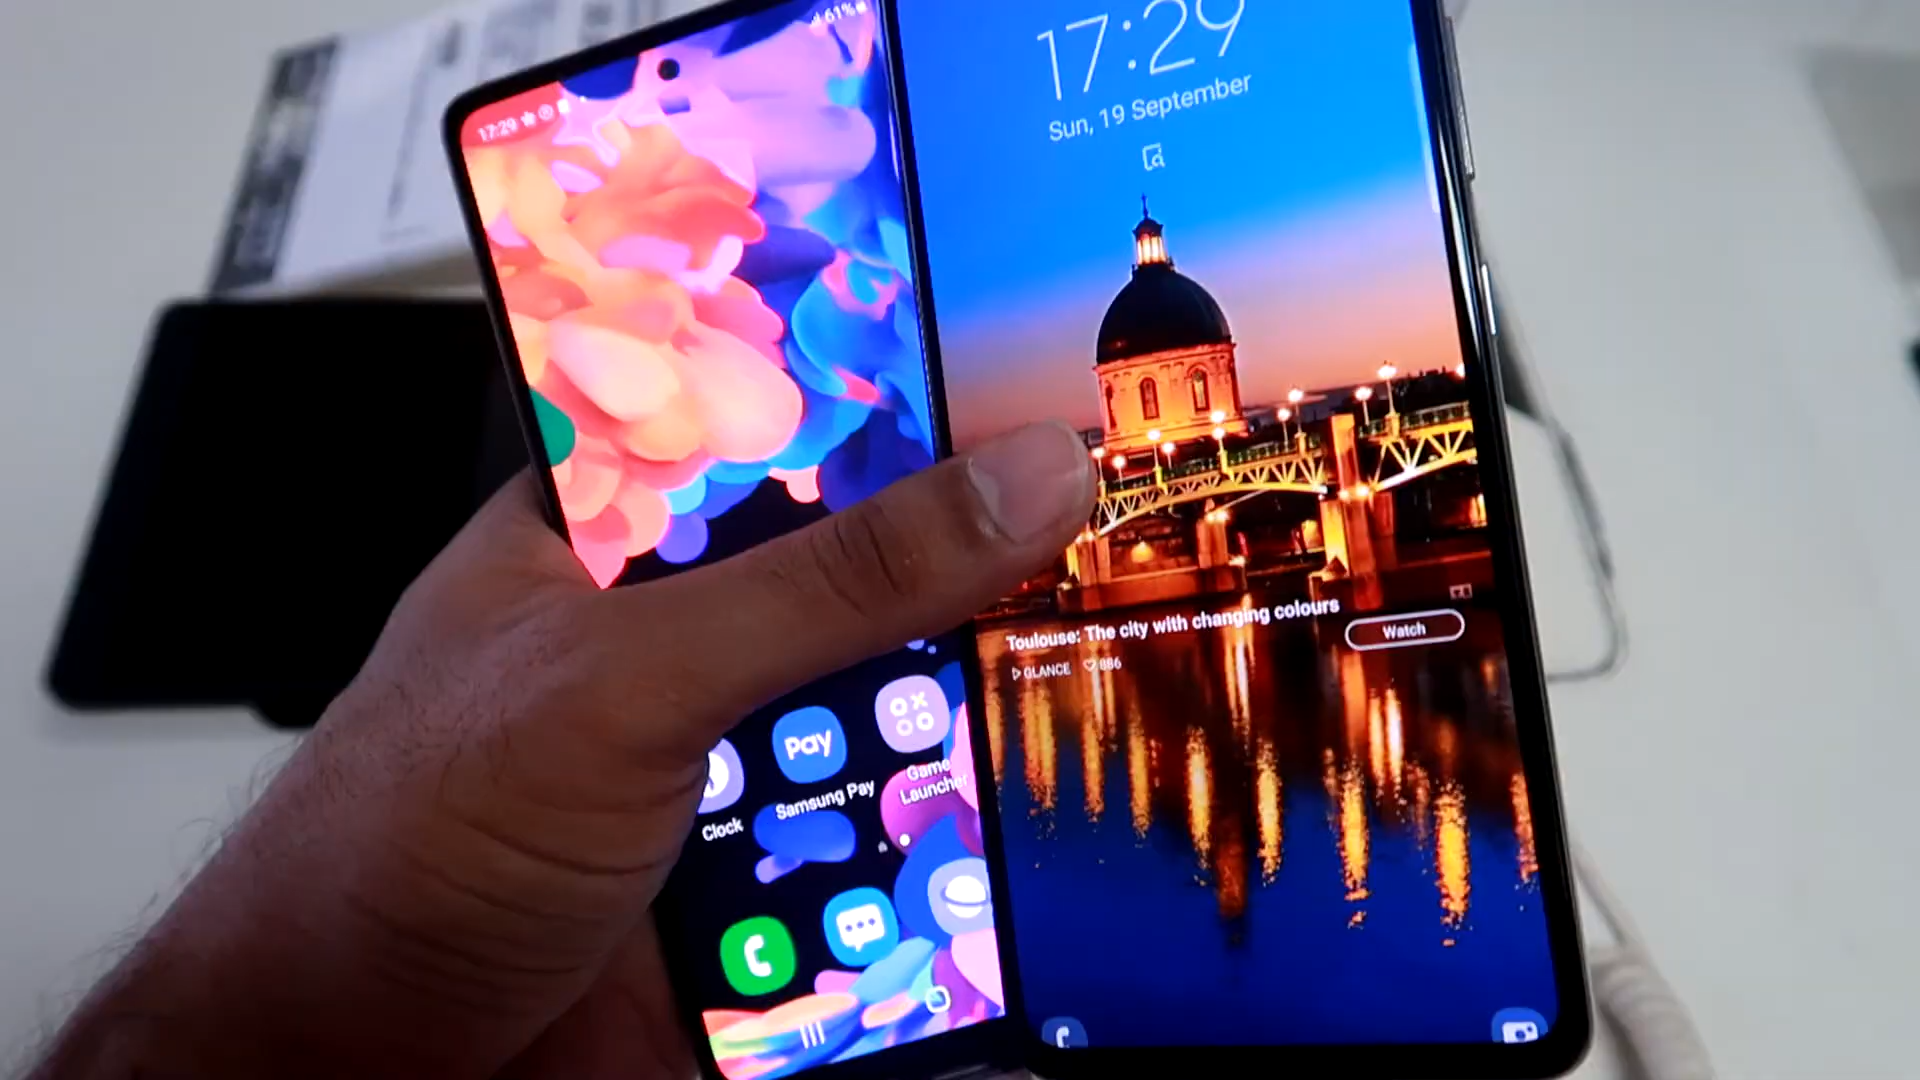 61%
17:29
Clock
Pay
Samsung Pay
Game
Launcher
17:29
Sun, 19 September
Toulouse: The city with changing colours
Watch
GLANCE
886